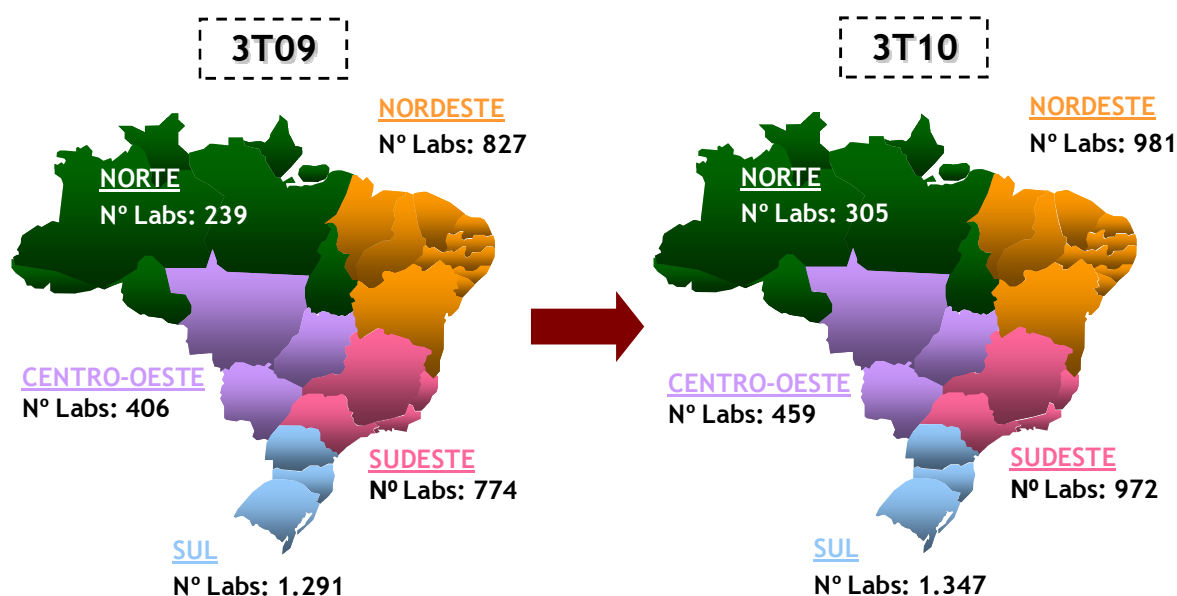 3T09
NORDESTE
Nº Labs: 827
NORTE
Nº Labs: 239
CENTRO-OESTE
Nº Labs: 406
SUDESTE
Nº Labs: 774
SUL
Nº Labs: 1.291
3T10
NORDESTE
Nº Labs: 981
NORTE
Nº Labs: 305
CENTRO-OESTE
Nº Labs: 459
SUDESTE
Nº Labs: 972
SUL
Nº Labs: 1.347